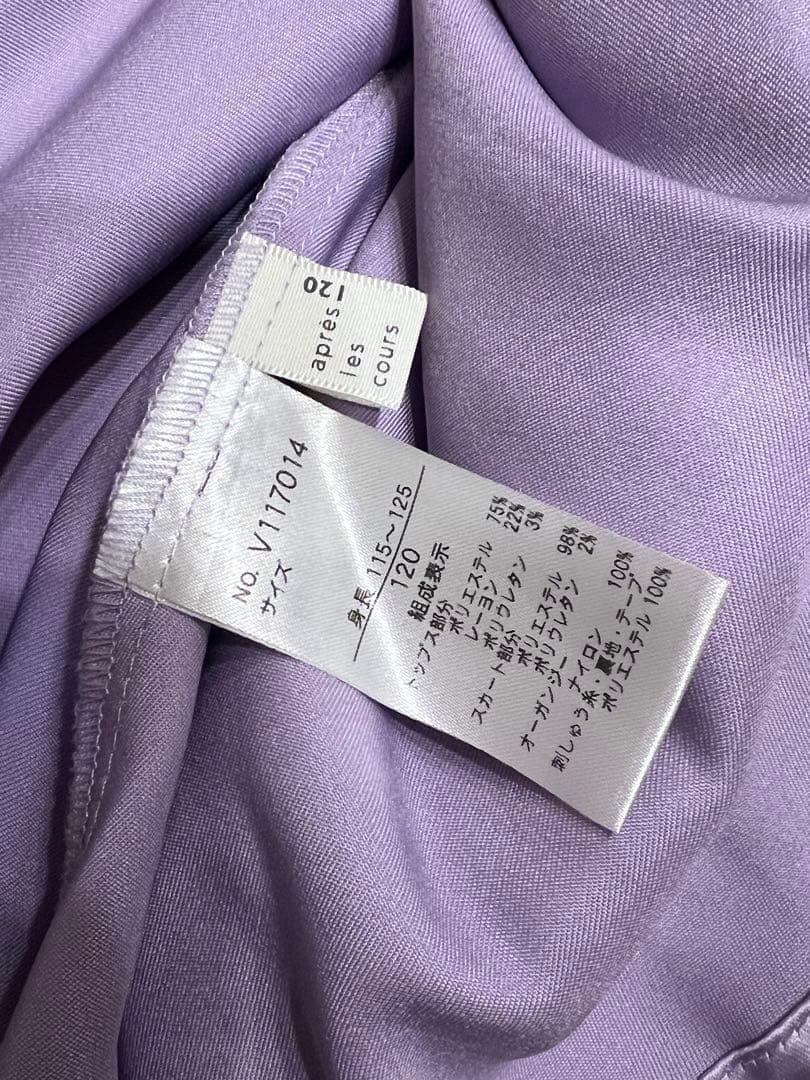 120
après
les
cours
NO. V117014
サイズ
身長 115～125
120
組成表示
トップス部分
ポリエステル 75%
レーヨン 22%
ポリウレタン 3%
スカート部分
ポリエステル 98%
ポリウレタン 2%
オーガンジー
ナイロン 100%
刺しゅう糸・裏地・テープ
ポリエステル 100%